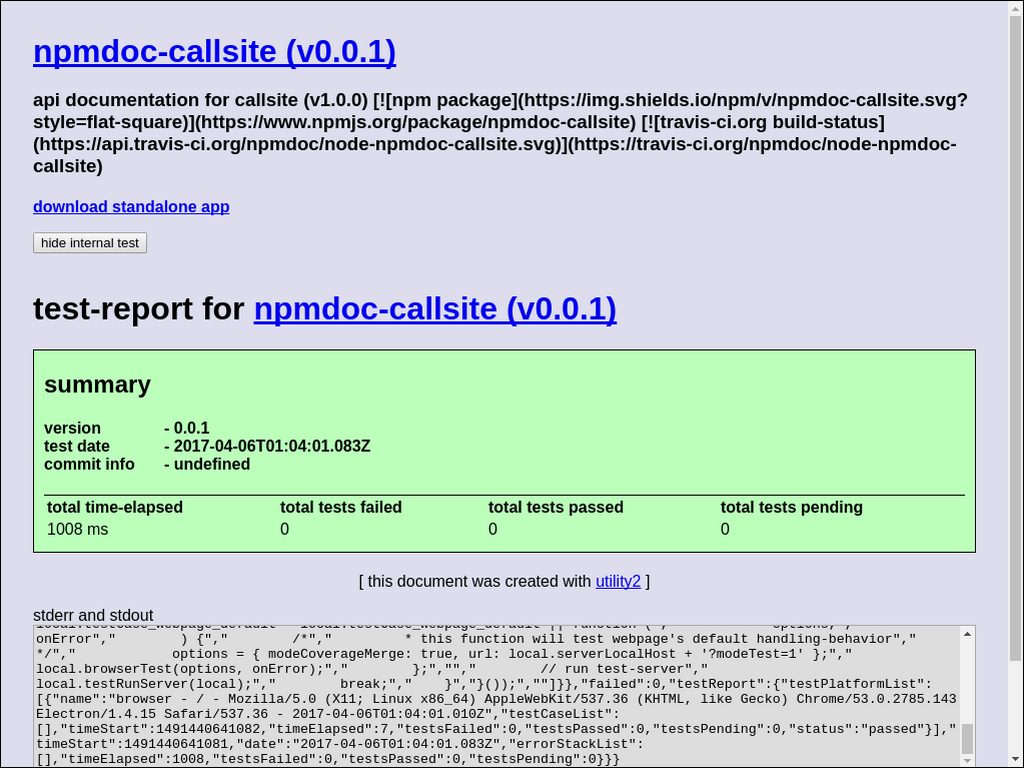 npmdoc-callsite (v0.0.1)
api documentation for callsite (v1.0.0) [![npm package](https://img.shields.io/npm/v/npmdoc-callsite.svg?
style=flat-square)](https://www.npmjs.org/package/npmdoc-callsite) [![travis-ci.org build-status]
(https://api.travis-ci.org/npmdoc/node-npmdoc-callsite.svg)](https://travis-ci.org/npmdoc/node-npmdoc-
callsite)
download standalone app
hide internal test
test-report for npmdoc-callsite (v0.0.1)
summary
version - 0.0.1
test date - 2017-04-06T01:04:01.083Z
commit info - undefined
total time-elapsed total tests failed total tests passed total tests pending
1008 ms 0 0 0
[ this document was created with utility2 ]
stderr and stdout
onError","        ) {","        /*","         * this function will test webpage's default handling-behavior","
*/","            options = { modeCoverageMerge: true, url: local.serverLocalHost + '?modeTest=1' };","
local.browserTest(options, onError);","        };","","        // run test-server","
local.testRunServer(local);","        break;","    }","}());",""]}},"failed":0,"testReport":{"testPlatformList":
[{"name":"browser - / - Mozilla/5.0 (X11; Linux x86_64) AppleWebKit/537.36 (KHTML, like Gecko) Chrome/53.0.2785.143
Electron/1.4.15 Safari/537.36 - 2017-04-06T01:04:01.010Z","testCaseList":
[],"timeStart":1491440641082,"timeElapsed":7,"testsFailed":0,"testsPassed":0,"testsPending":0,"status":"passed"}],"
timeStart":1491440641081,"date":"2017-04-06T01:04:01.083Z","errorStackList":
[],"timeElapsed":1008,"testsFailed":0,"testsPassed":0,"testsPending":0}}}